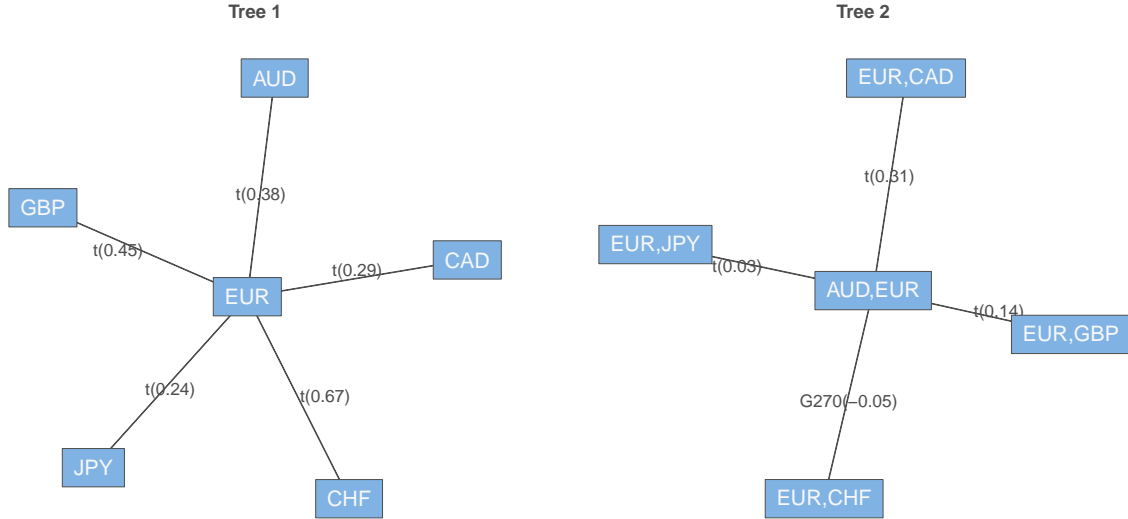 Tree 1
AUD
t(0.38)
GBP
t(0.45)
CAD
t(0.29)
EUR
t(0.24)
t(0.67)
JPY
CHF
Tree 2
EUR,CAD
t(0.31)
EUR,JPY
t(0.03)
AUD,EUR
t(0.14)
EUR,GBP
G270(−0.05)
EUR,CHF